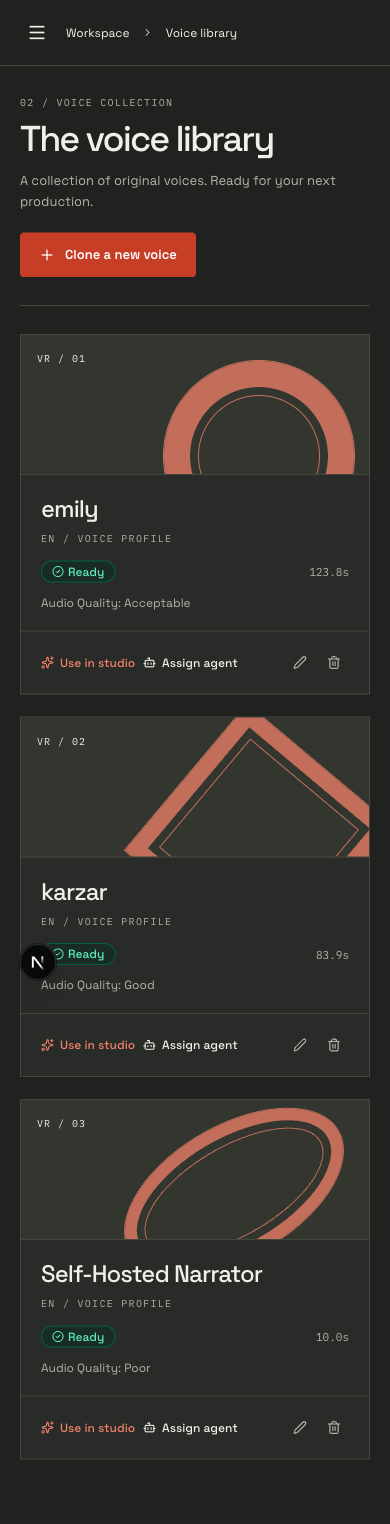 Workspace > Voice library
02 / VOICE COLLECTION
The voice library
A collection of original voices. Ready for your next
production.
+ Clone a new voice
VR / 01
emily
EN / VOICE PROFILE
Ready 123.8s
Audio Quality: Acceptable
Use in studio Assign agent
VR / 02
karzar
EN / VOICE PROFILE
N Ready 83.9s
Audio Quality: Good
Use in studio Assign agent
VR / 03
Self-Hosted Narrator
EN / VOICE PROFILE
Ready 10.0s
Audio Quality: Poor
Use in studio Assign agent